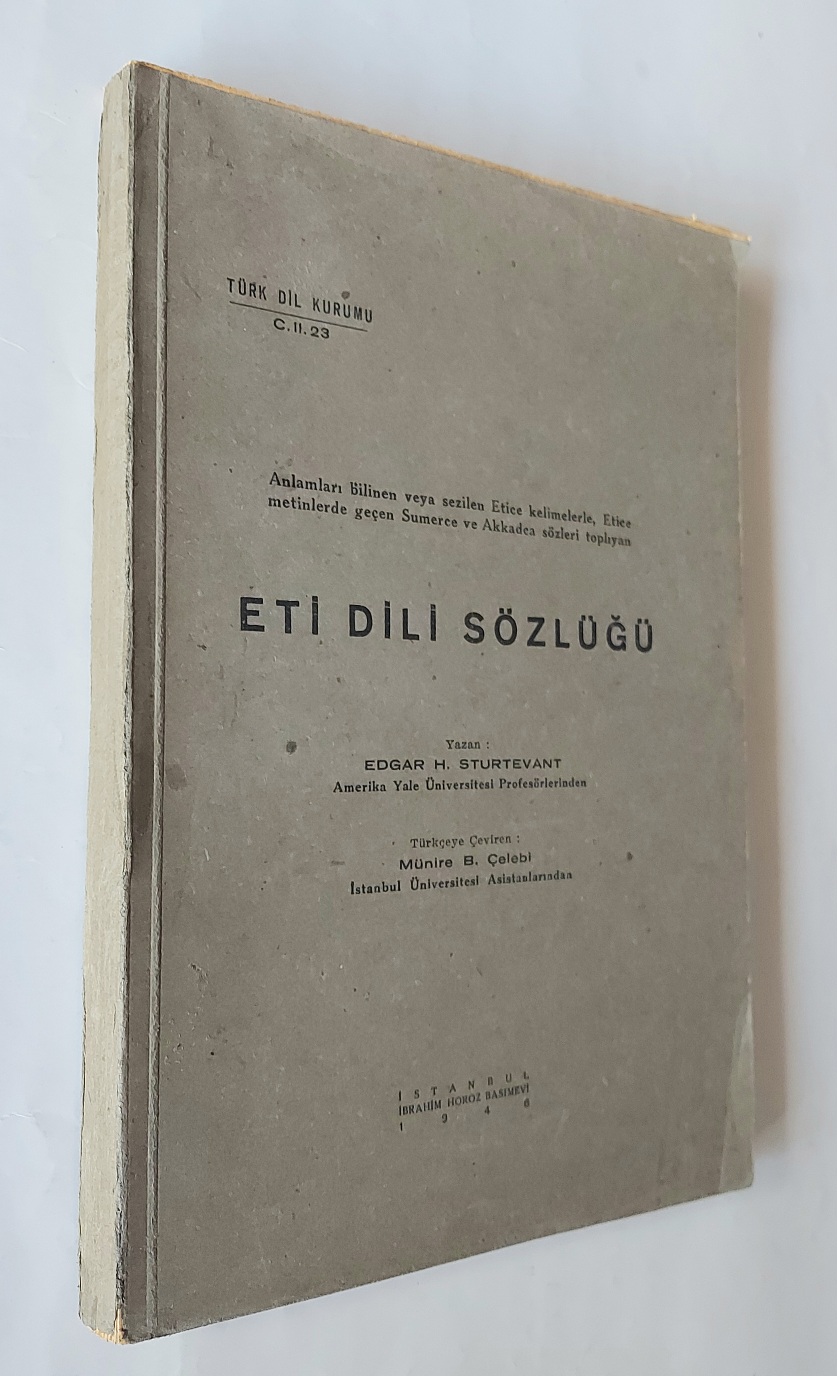 TÜRK DİL KURUMU
C. II. 23
Anlamları bilinen veya sezilen Etice kelimelerle, Etice
metinlerde geçen Sumerce ve Akkadca sözleri toplıyan
ETİ DİLİ SÖZLÜĞÜ
Yazan :
EDGAR H. STURTEVANT
Amerika Yale Üniversitesi Profesörlerinden
Türkçeye Çeviren :
Münire B. Çelebi
İstanbul Üniversitesi Asistanlarından
İSTANBUL
İBRAHİM HOROZ BASIMEVİ
1946